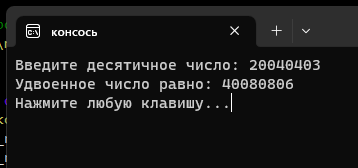 консось
Введите десятичное число: 20040403
Удвоенное число равно: 40080806
Нажмите любую клавишу...